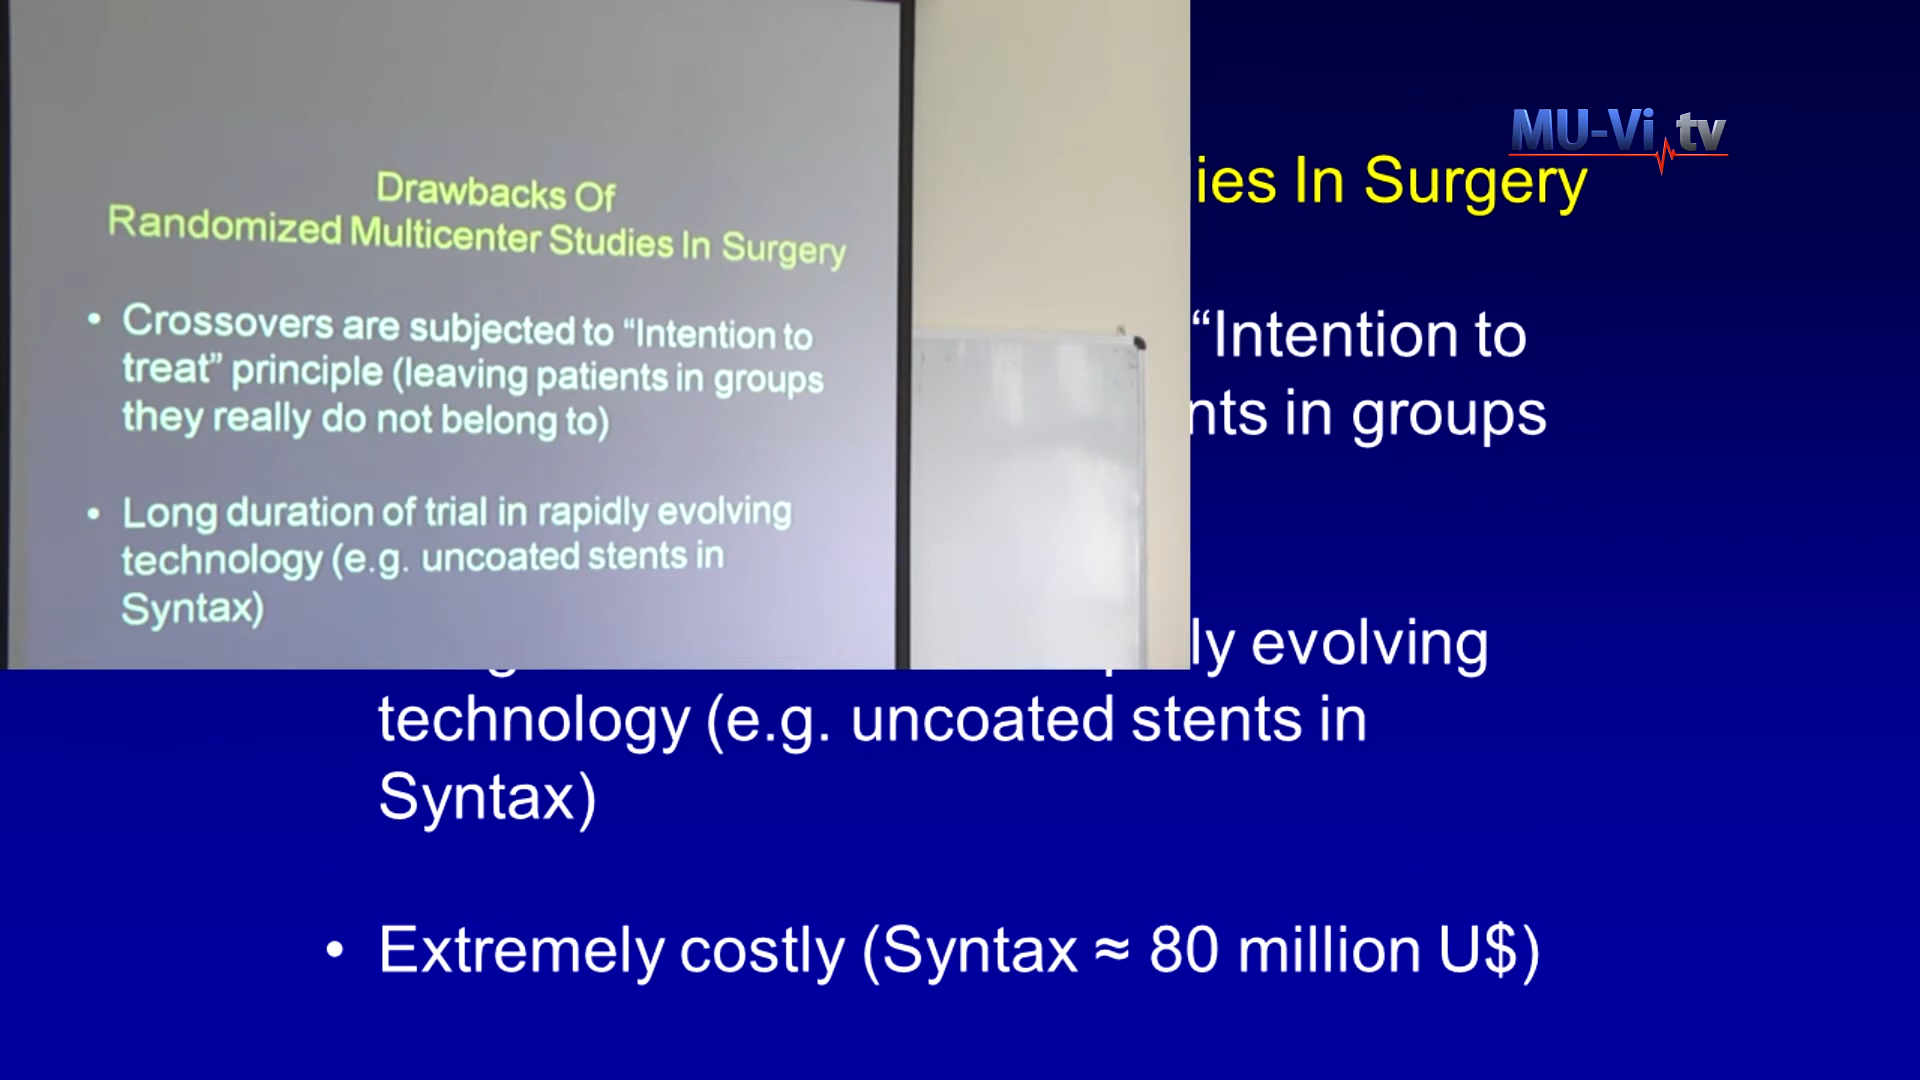 Drawbacks Of
Randomized Multicenter Studies In Surgery
• Crossovers are subjected to “Intention to
treat” principle (leaving patients in groups
they really do not belong to)
• Long duration of trial in rapidly evolving
technology (e.g. uncoated stents in
Syntax)
MU-Vi tv
ies In Surgery
“Intention to
nts in groups
ly evolving
technology (e.g. uncoated stents in
Syntax)
• Extremely costly (Syntax ≈ 80 million U$)